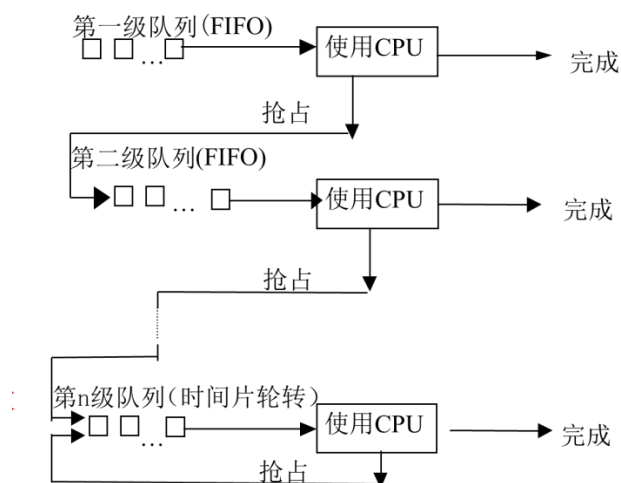 第一级队列(FIFO)
… 使用CPU 完成
抢占
第二级队列(FIFO)
… 使用CPU 完成
抢占
第n级队列(时间片轮转)
… 使用CPU 完成
抢占